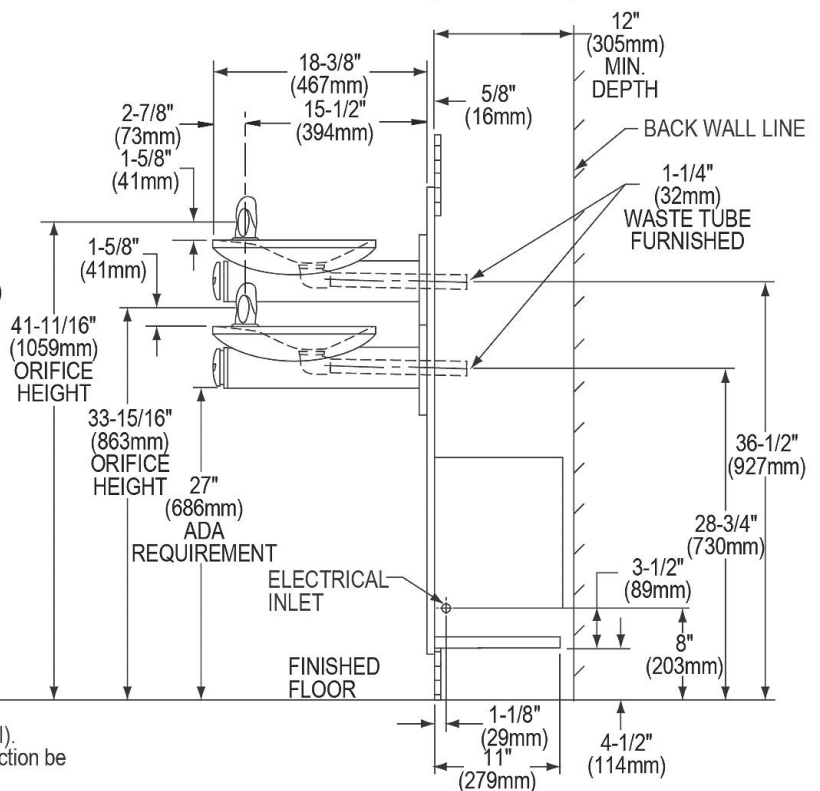 12"
(305mm)
MIN.
DEPTH
18-3/8"
(467mm)
5/8"
(16mm)
2-7/8"
(73mm)
15-1/2"
(394mm)
BACK WALL LINE
1-5/8"
(41mm)
1-1/4"
(32mm)
WASTE TUBE
FURNISHED
1-5/8"
(41mm)
)
41-11/16"
(1059mm)
ORIFICE
HEIGHT
33-15/16"
(863mm)
ORIFICE
HEIGHT
36-1/2"
(927mm)
27"
(686mm)
ADA
REQUIREMENT
28-3/4"
(730mm)
ELECTRICAL
INLET
3-1/2"
(89mm)
8"
(203mm)
FINISHED
FLOOR
1-1/8"
(29mm)
11"
(279mm)
4-1/2"
(114mm)
l).
ction be